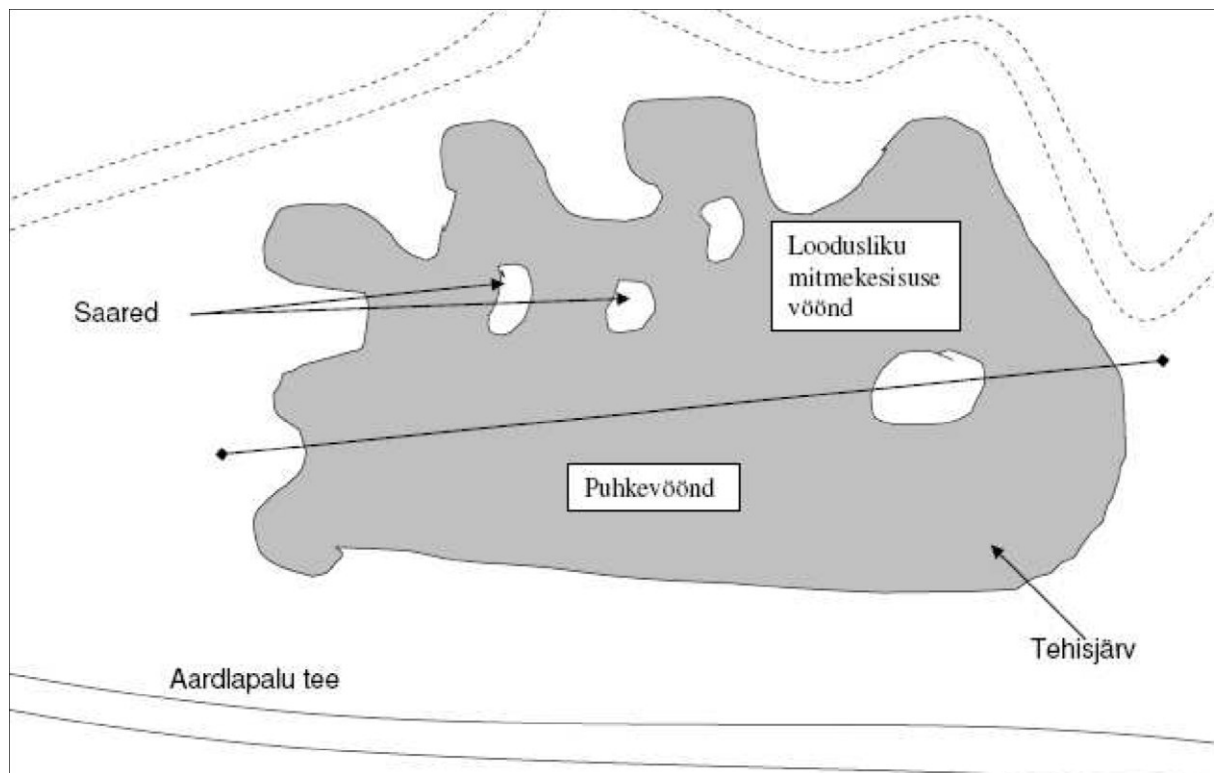 Loodusliku
mitmekesisuse
vöönd
Saared
Puhkevöönd
Tehisjärv
Aardlapalu tee